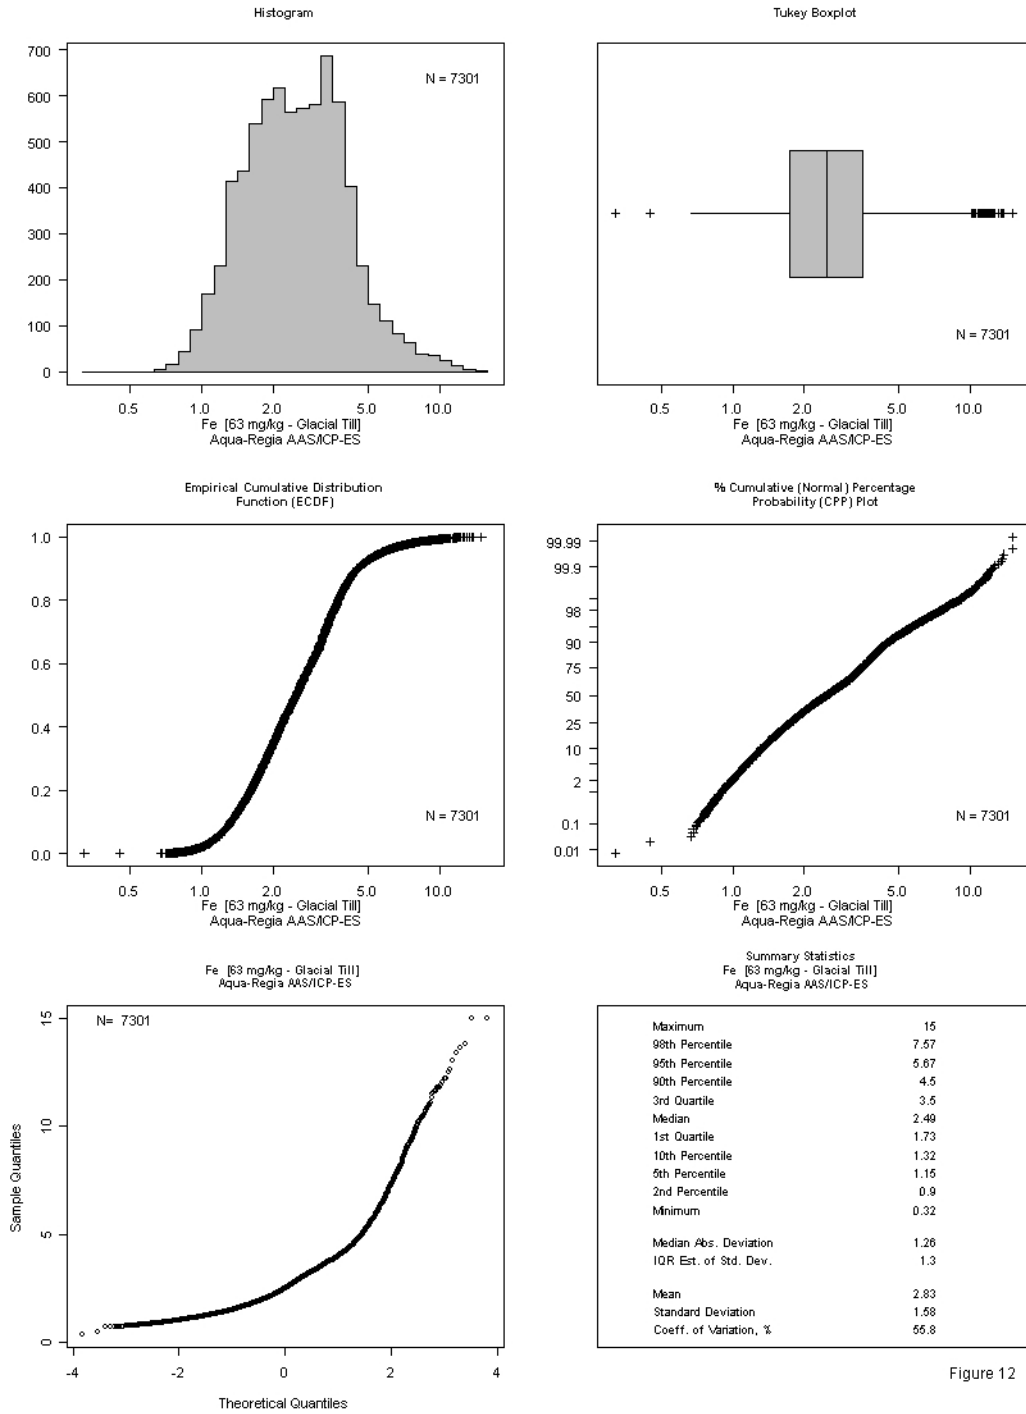 Histogram
700
600
500
400
300
200
100
0
N = 7301
0.5 1.0 2.0 5.0 10.0
Fe [63 mg/kg - Glacial Till]
Aqua-Regia AAS/ICP-ES
Tukey Boxplot
N = 7301
0.5 1.0 2.0 5.0 10.0
Fe [63 mg/kg - Glacial Till]
Aqua-Regia AAS/ICP-ES
Empirical Cumulative Distribution
Function (ECDF)
1.0
0.8
0.6
0.4
0.2
0.0
N = 7301
0.5 1.0 2.0 5.0 10.0
Fe [63 mg/kg - Glacial Till]
Aqua-Regia AAS/ICP-ES
% Cumulative (Normal) Percentage
Probability (CPP) Plot
99.99
99.9
98
90
75
50
25
10
2
0.1
0.01
N = 7301
0.5 1.0 2.0 5.0 10.0
Fe [63 mg/kg - Glacial Till]
Aqua-Regia AAS/ICP-ES
Fe [63 mg/kg - Glacial Till]
Aqua-Regia AAS/ICP-ES
N= 7301
Sample Quantiles
15
10
5
0
-4 -2 0 2 4
Theoretical Quantiles
Summary Statistics
Fe [63 mg/kg - Glacial Till]
Aqua-Regia AAS/ICP-ES
Maximum 15
98th Percentile 7.57
95th Percentile 5.67
90th Percentile 4.5
3rd Quartile 3.5
Median 2.49
1st Quartile 1.73
10th Percentile 1.32
5th Percentile 1.15
2nd Percentile 0.9
Minimum 0.32
Median Abs. Deviation 1.26
IQR Est. of Std. Dev. 1.3
Mean 2.83
Standard Deviation 1.58
Coeff. of Variation, % 55.8
Figure 12